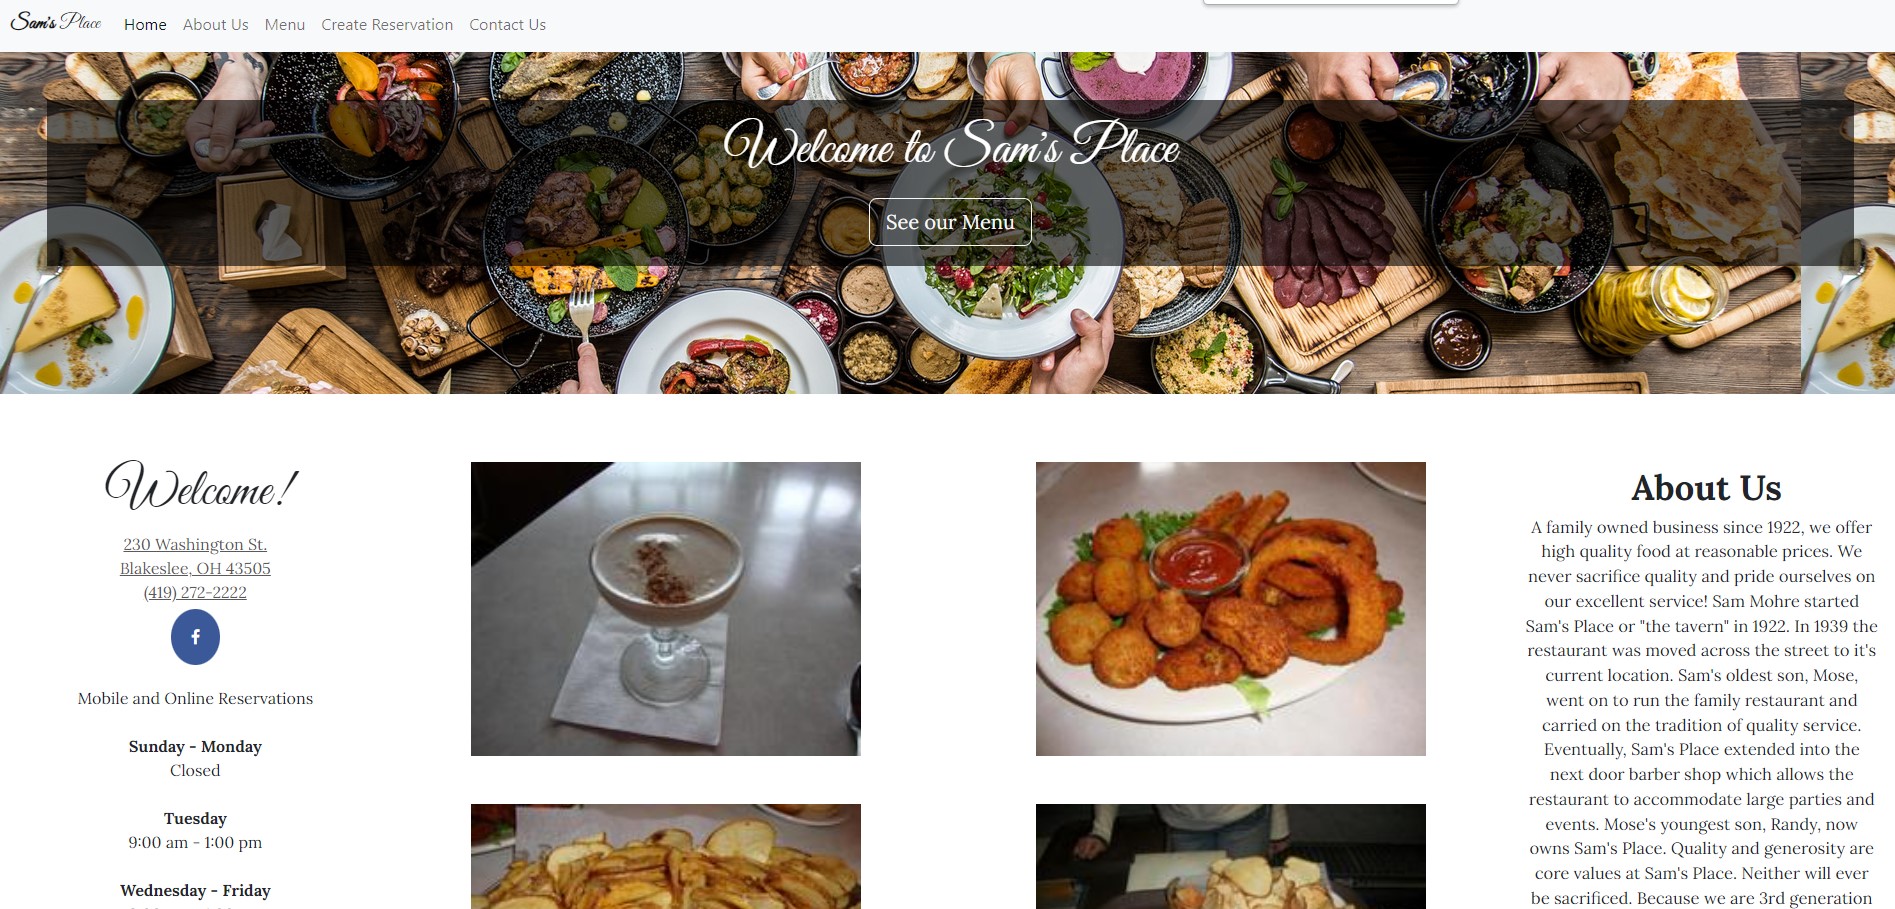 Sam's Place Home About Us Menu Create Reservation Contact Us
Welcome to Sam's Place
See our Menu
Welcome!
230 Washington St.
Blakeslee, OH 43505
(419) 272-2222
f
Mobile and Online Reservations
Sunday - Monday
Closed
Tuesday
9:00 am - 1:00 pm
Wednesday - Friday
About Us
A family owned business since 1922, we offer
high quality food at reasonable prices. We
never sacrifice quality and pride ourselves on
our excellent service! Sam Mohre started
Sam's Place or "the tavern" in 1922. In 1939 the
restaurant was moved across the street to it's
current location. Sam's oldest son, Mose,
went on to run the family restaurant and
carried on the tradition of quality service.
Eventually, Sam's Place extended into the
next door barber shop which allows the
restaurant to accommodate large parties and
events. Mose's youngest son, Randy, now
owns Sam's Place. Quality and generosity are
core values at Sam's Place. Neither will ever
be sacrificed. Because we are 3rd generation